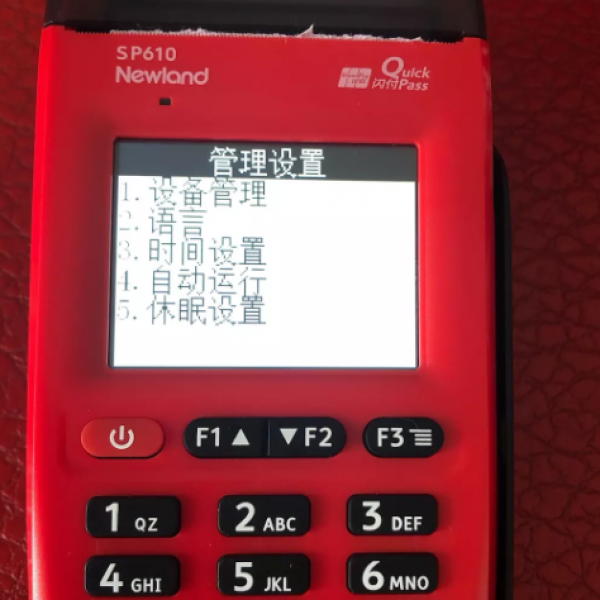 SP610
Newland
Quick
闪付Pass
管理设置
1.设备管理
2.语言
3.时间设置
4.自动运行
5.休眠设置
F1▲ ▼F2 F3
1 QZ 2 ABC 3 DEF
4 GHI 5 JKL 6 MNO